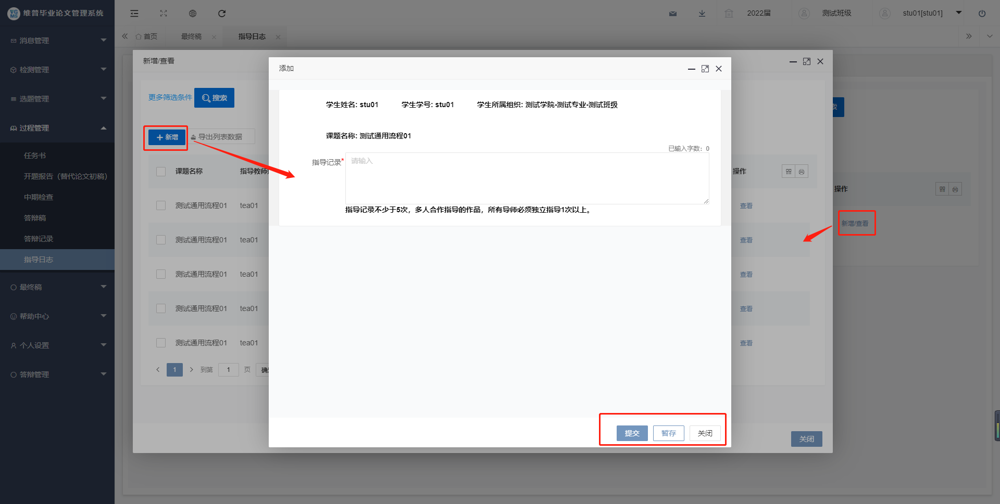 维普毕业论文管理系统
2022届
测试班级
stu01[stu01]
消息管理
检测管理
选题管理
过程管理
任务书
开题报告（替代论文初稿）
中期检查
答辩稿
答辩记录
指导日志
最终稿
帮助中心
个人设置
答辩管理
首页
最终稿
指导日志
新增/查看
更多筛选条件
搜索
新增
导出列表数据
课题名称
指导教师
操作
测试通用流程01
tea01
查看
测试通用流程01
tea01
查看
测试通用流程01
tea01
查看
测试通用流程01
tea01
查看
测试通用流程01
tea01
查看
1
到第
1
页
确
关闭
添加
学生姓名: stu01
学生学号: stu01
学生所属组织: 测试学院-测试专业-测试班级
课题名称: 测试通用流程01
已输入字数：0
指导记录*
请输入
指导记录不少于5次，多人合作指导的作品，所有导师必须独立指导1次以上。
提交
暂存
关闭
索
操作
新增/查看